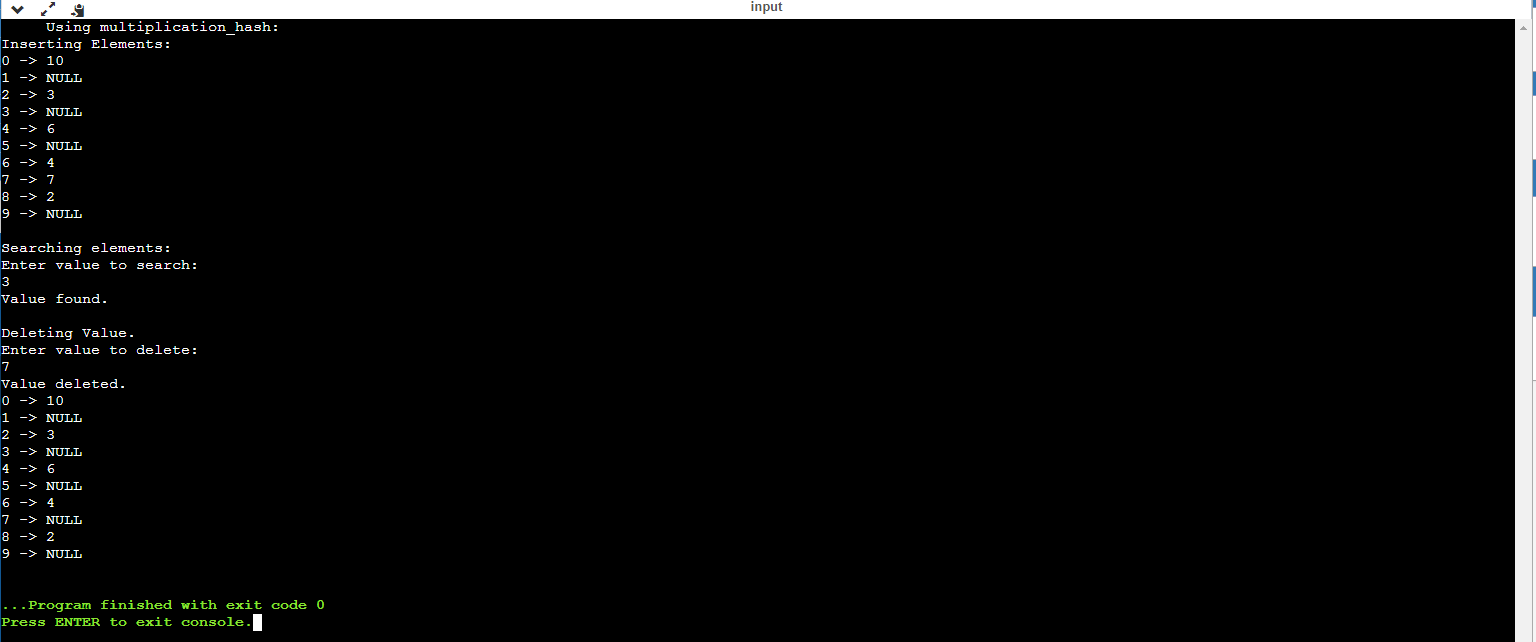 input
Using multiplication_hash:
Inserting Elements:
0 -> 10
1 -> NULL
2 -> 3
3 -> NULL
4 -> 6
5 -> NULL
6 -> 4
7 -> 7
8 -> 2
9 -> NULL
Searching elements:
Enter value to search:
3
Value found.
Deleting Value.
Enter value to delete:
7
Value deleted.
0 -> 10
1 -> NULL
2 -> 3
3 -> NULL
4 -> 6
5 -> NULL
6 -> 4
7 -> NULL
8 -> 2
9 -> NULL
...Program finished with exit code 0
Press ENTER to exit console.